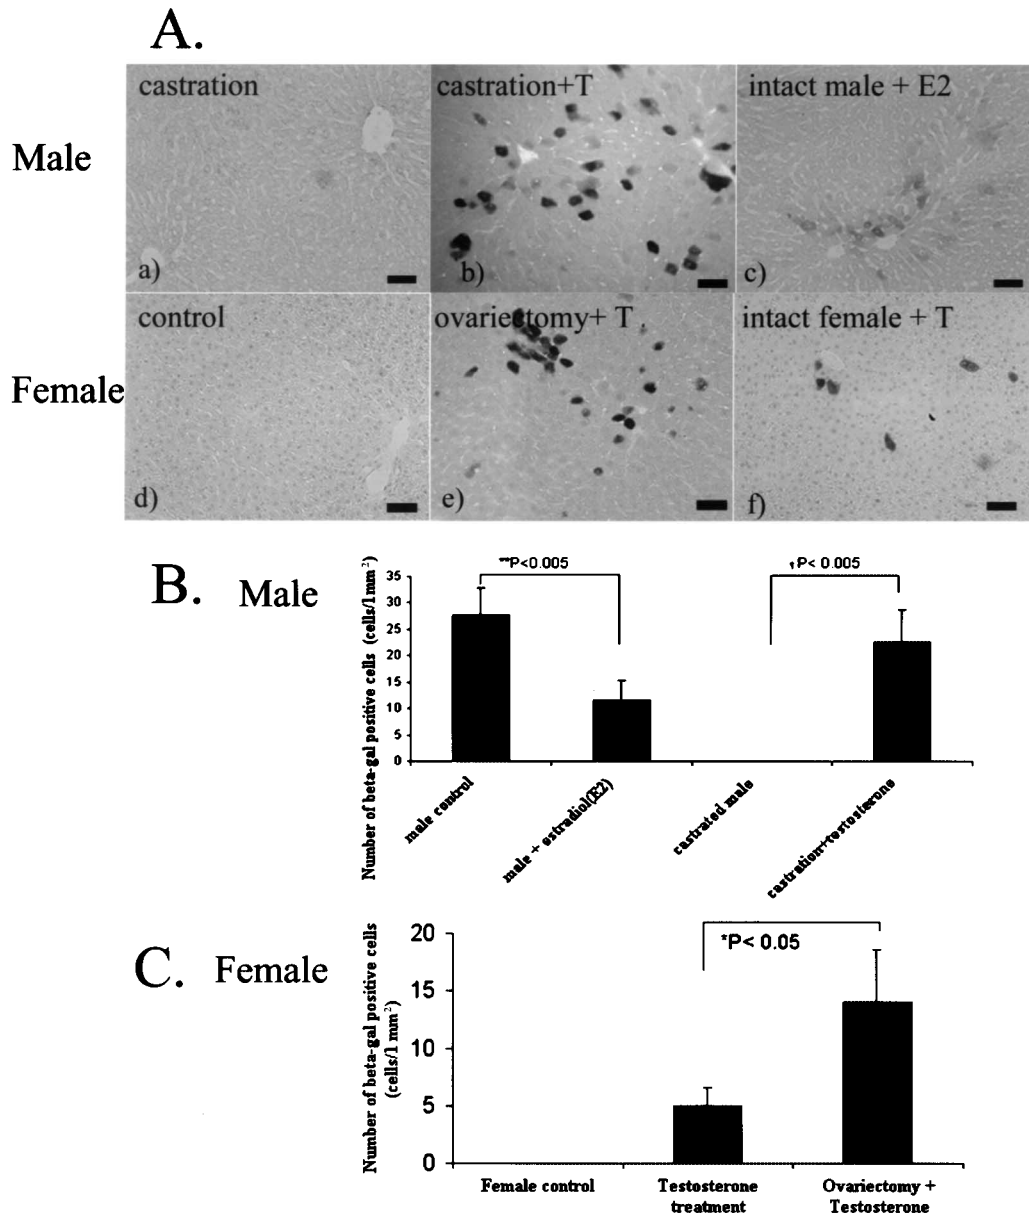 A.
Male
castration
castration+T
intact male + E2
a)
b)
c)
Female
control
ovariectomy+ T
intact female + T
d)
e)
f)
B. Male
Number of beta-gal positive cells (cells/1mm²)
35
30
25
20
15
10
5
0
**P<0.005
†P< 0.005
male control
male + estradiol(E2)
castrated male
castration+testosterone
C. Female
Number of beta-gal positive cells
(cells/1 mm²)
20
15
10
5
0
*P< 0.05
Female control
Testosterone
treatment
Ovariectomy +
Testosterone